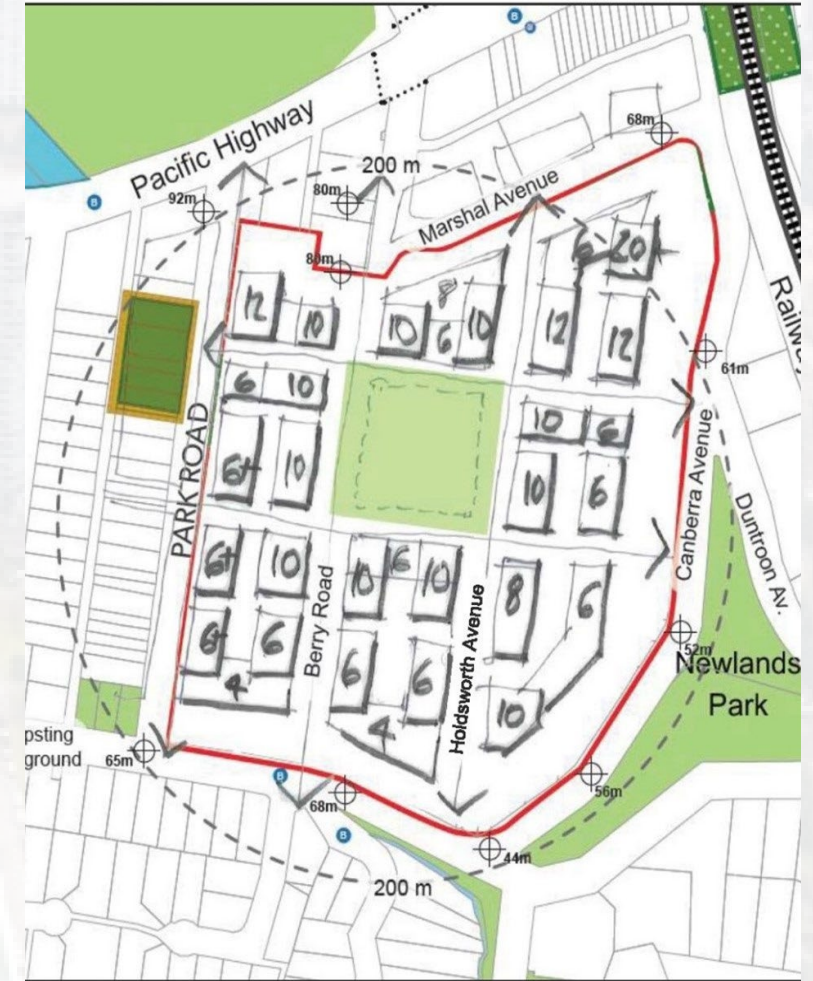 B
B
Pacific Highway
68m
200 m
92m
80m
B
Marshal Avenue
80m
6
20
8
12
10
10
6
10
12
12
61m
Railway
6
10
10
6
PARK ROAD
6+
10
10
6
Canberra Avenue
Duntroon Av.
6+
10
10
6
10
8
6
Berry Road
Holdsworth Avenue
6+
6
6
6
52m
Newlands
Park
4
10
4
psting
ground
65m
B
68m
56m
B
44m
200 m